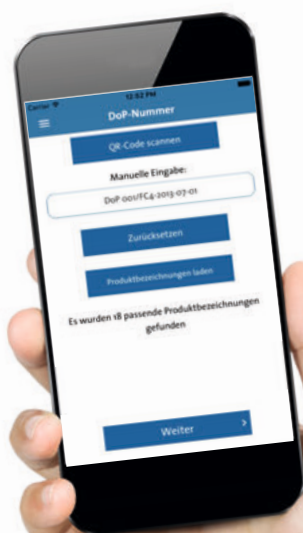 Carrier 12:52 PM
DoP-Nummer
QR-Code scannen
Manuelle Eingabe:
DoP 001/FC4-2013-07-01
Zurücksetzen
Produktbezeichnungen laden
Es wurden 18 passende Produktbezeichnungen
gefunden
Weiter